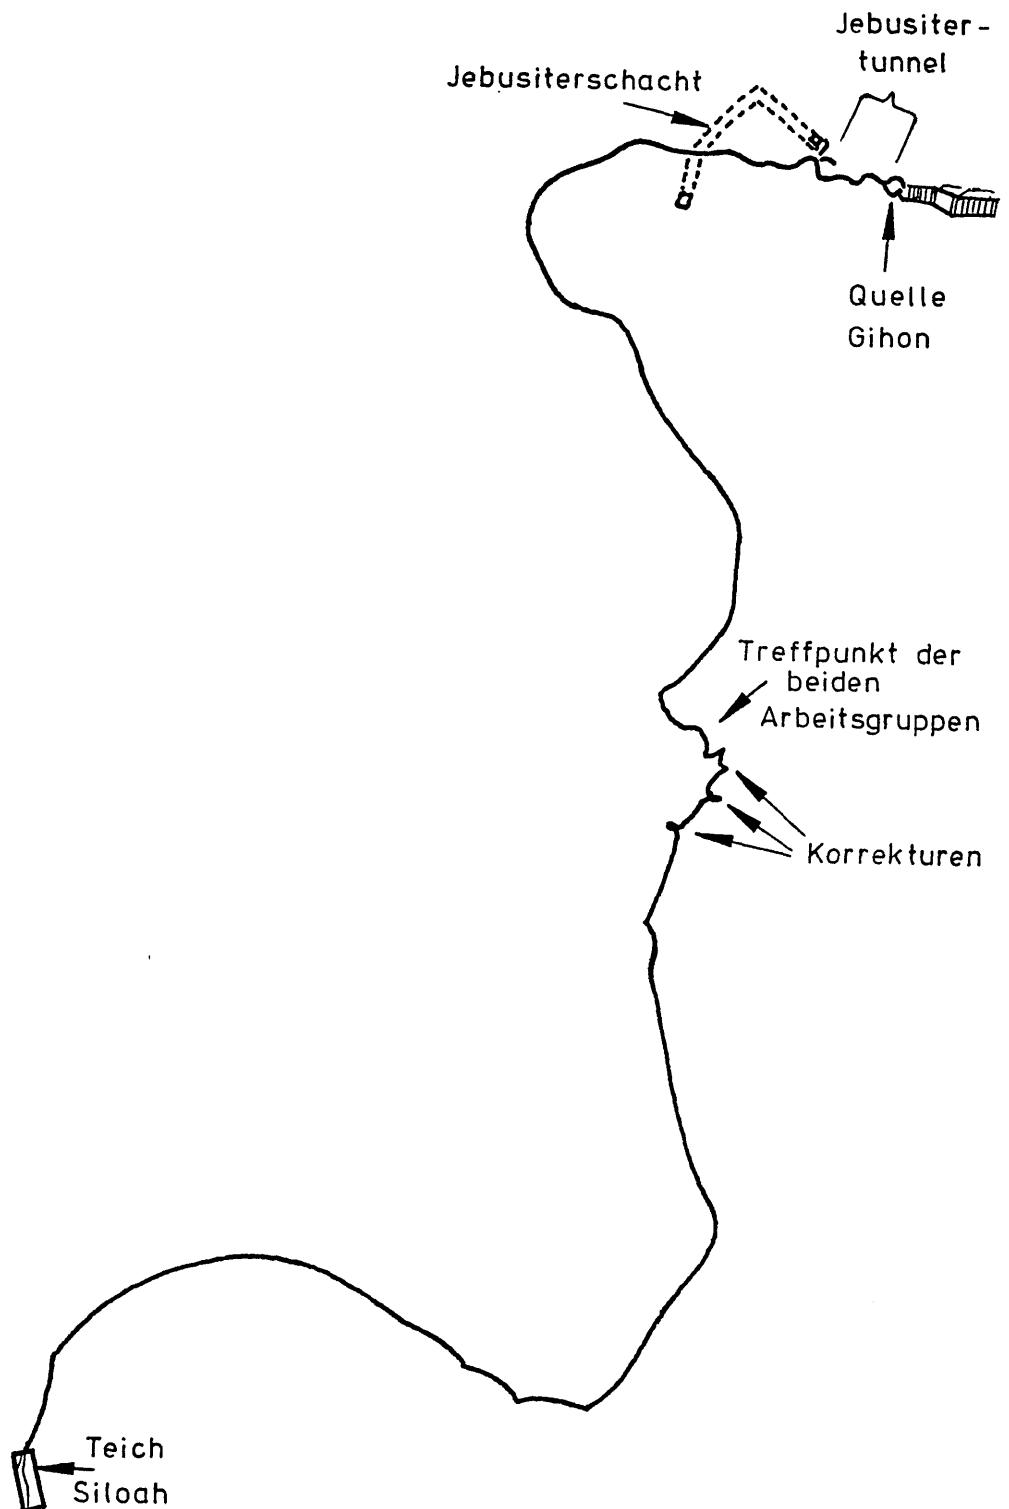 Jebusiter-
tunnel
Jebusiterschacht
Quelle
Gihon
Treffpunkt der
beiden
Arbeitsgruppen
Korrekturen
Teich
Siloah